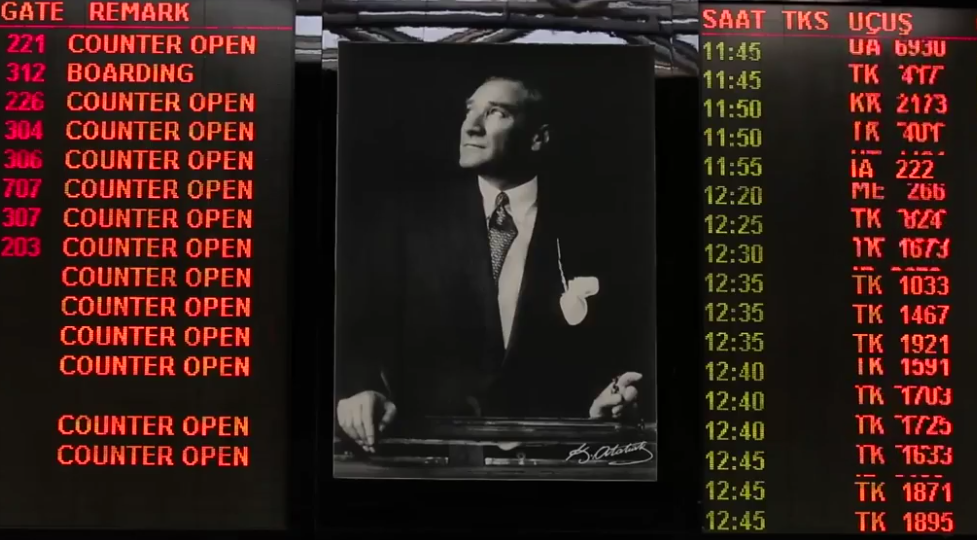 GATE REMARK
221 COUNTER OPEN
312 BOARDING
226 COUNTER OPEN
304 COUNTER OPEN
306 COUNTER OPEN
707 COUNTER OPEN
307 COUNTER OPEN
203 COUNTER OPEN
COUNTER OPEN
COUNTER OPEN
COUNTER OPEN
COUNTER OPEN
COUNTER OPEN
COUNTER OPEN
K. Atatürk
SAAT TKS UÇUŞ
11:45 6930
11:45 TK
11:50 2173
11:50
11:55 222
12:20 266
12:25 TK
12:30 TK 1673
12:35 TK 1033
12:35 TK 1467
12:35 TK 1921
12:40 TK 1591
12:40 TK 1703
12:40 TK 1725
12:45 TK 1633
12:45 TK 1871
12:45 TK 1895